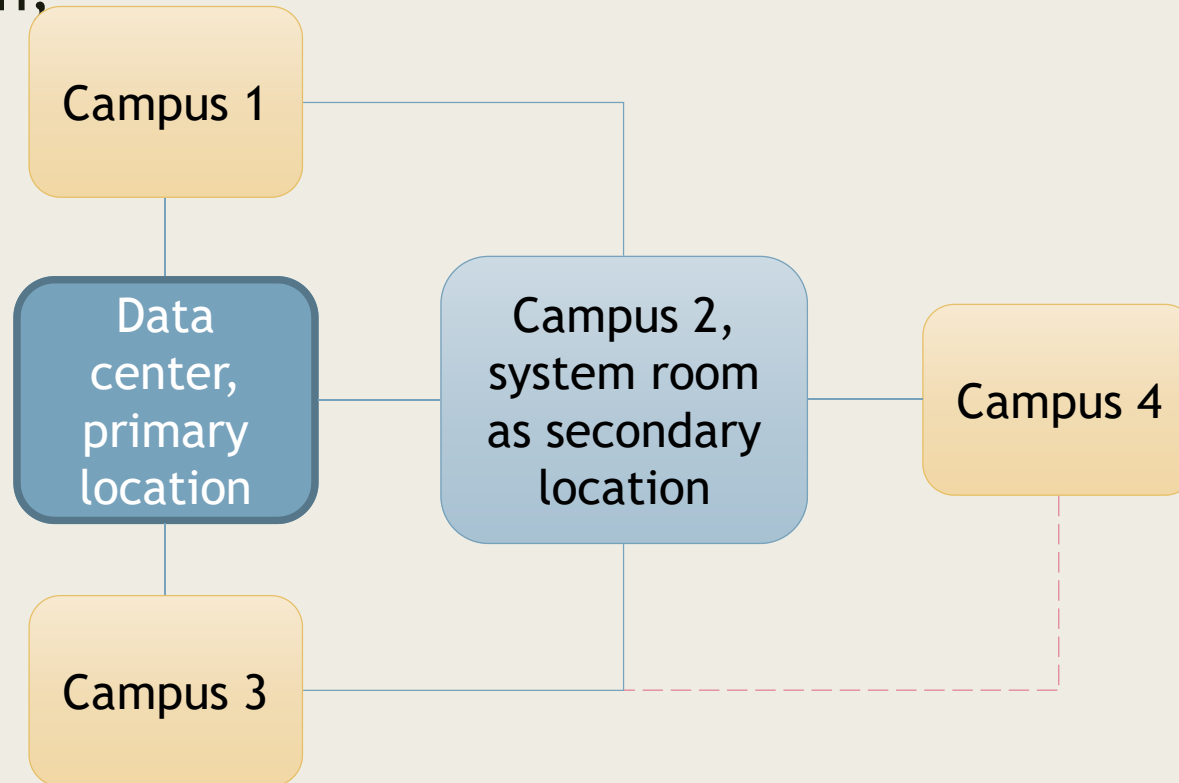 Campus 1
Data
center,
primary
location
Campus 2,
system room
as secondary
location
Campus 4
Campus 3